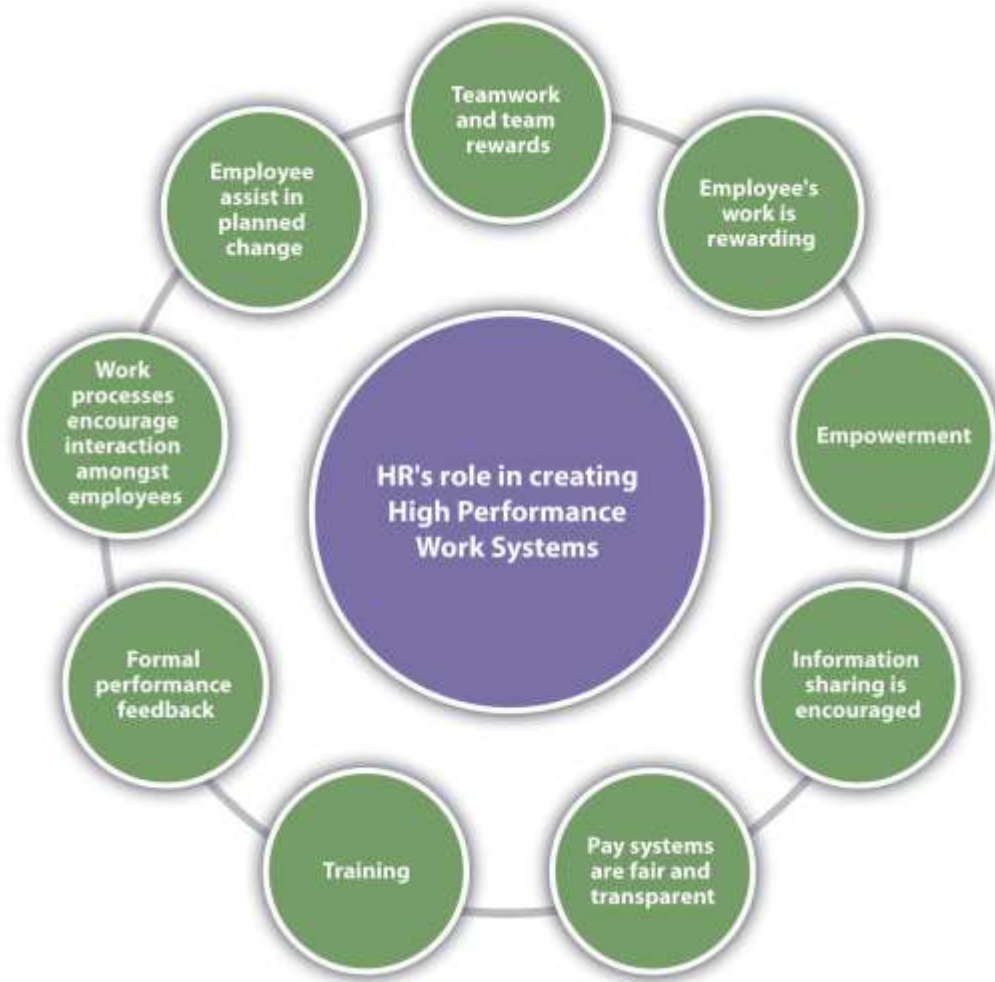 Teamwork
and team
rewards
Employee's
work is
rewarding
Empowerment
Information
sharing is
encouraged
Pay systems
are fair and
transparent
Training
Formal
performance
feedback
Work
processes
encourage
interaction
amongst
employees
Employee
assist in
planned
change
HR's role in creating
High Performance
Work Systems